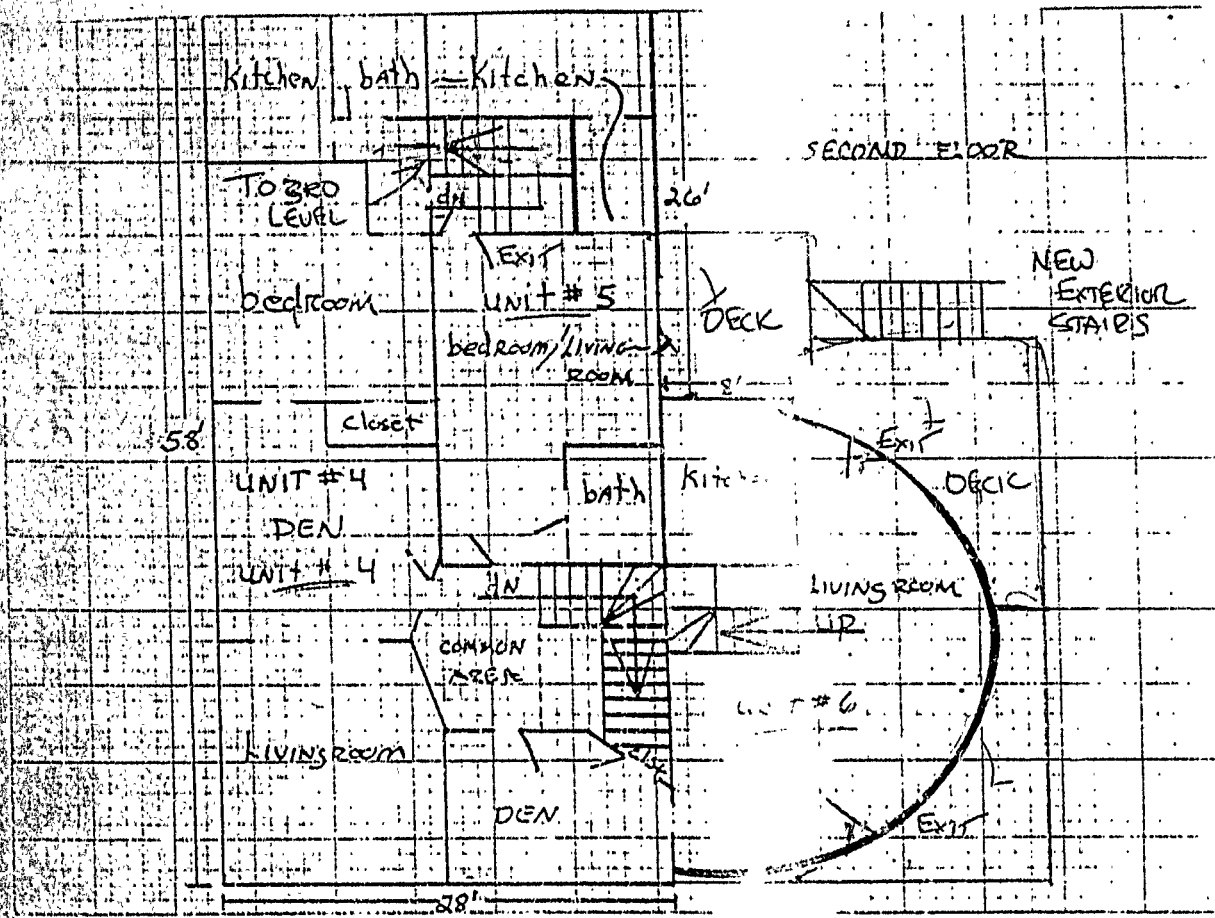 Kitchen bath Kitchen
SECOND FLOOR
TO 3RD
LEVEL
dN
26'
EXIT
UNIT # 5
bedroom
DECK
NEW
EXTERIOR
STAIRS
bedroom/LIVING
ROOM
8'
closet
58'
EXIT
UNIT #4
bath
DECK
DEN
UNIT # 4
dN
LIVING ROOM
UP
COMMON
AREA
# 6
LIVINGROOM
DEN
EXIT
28'